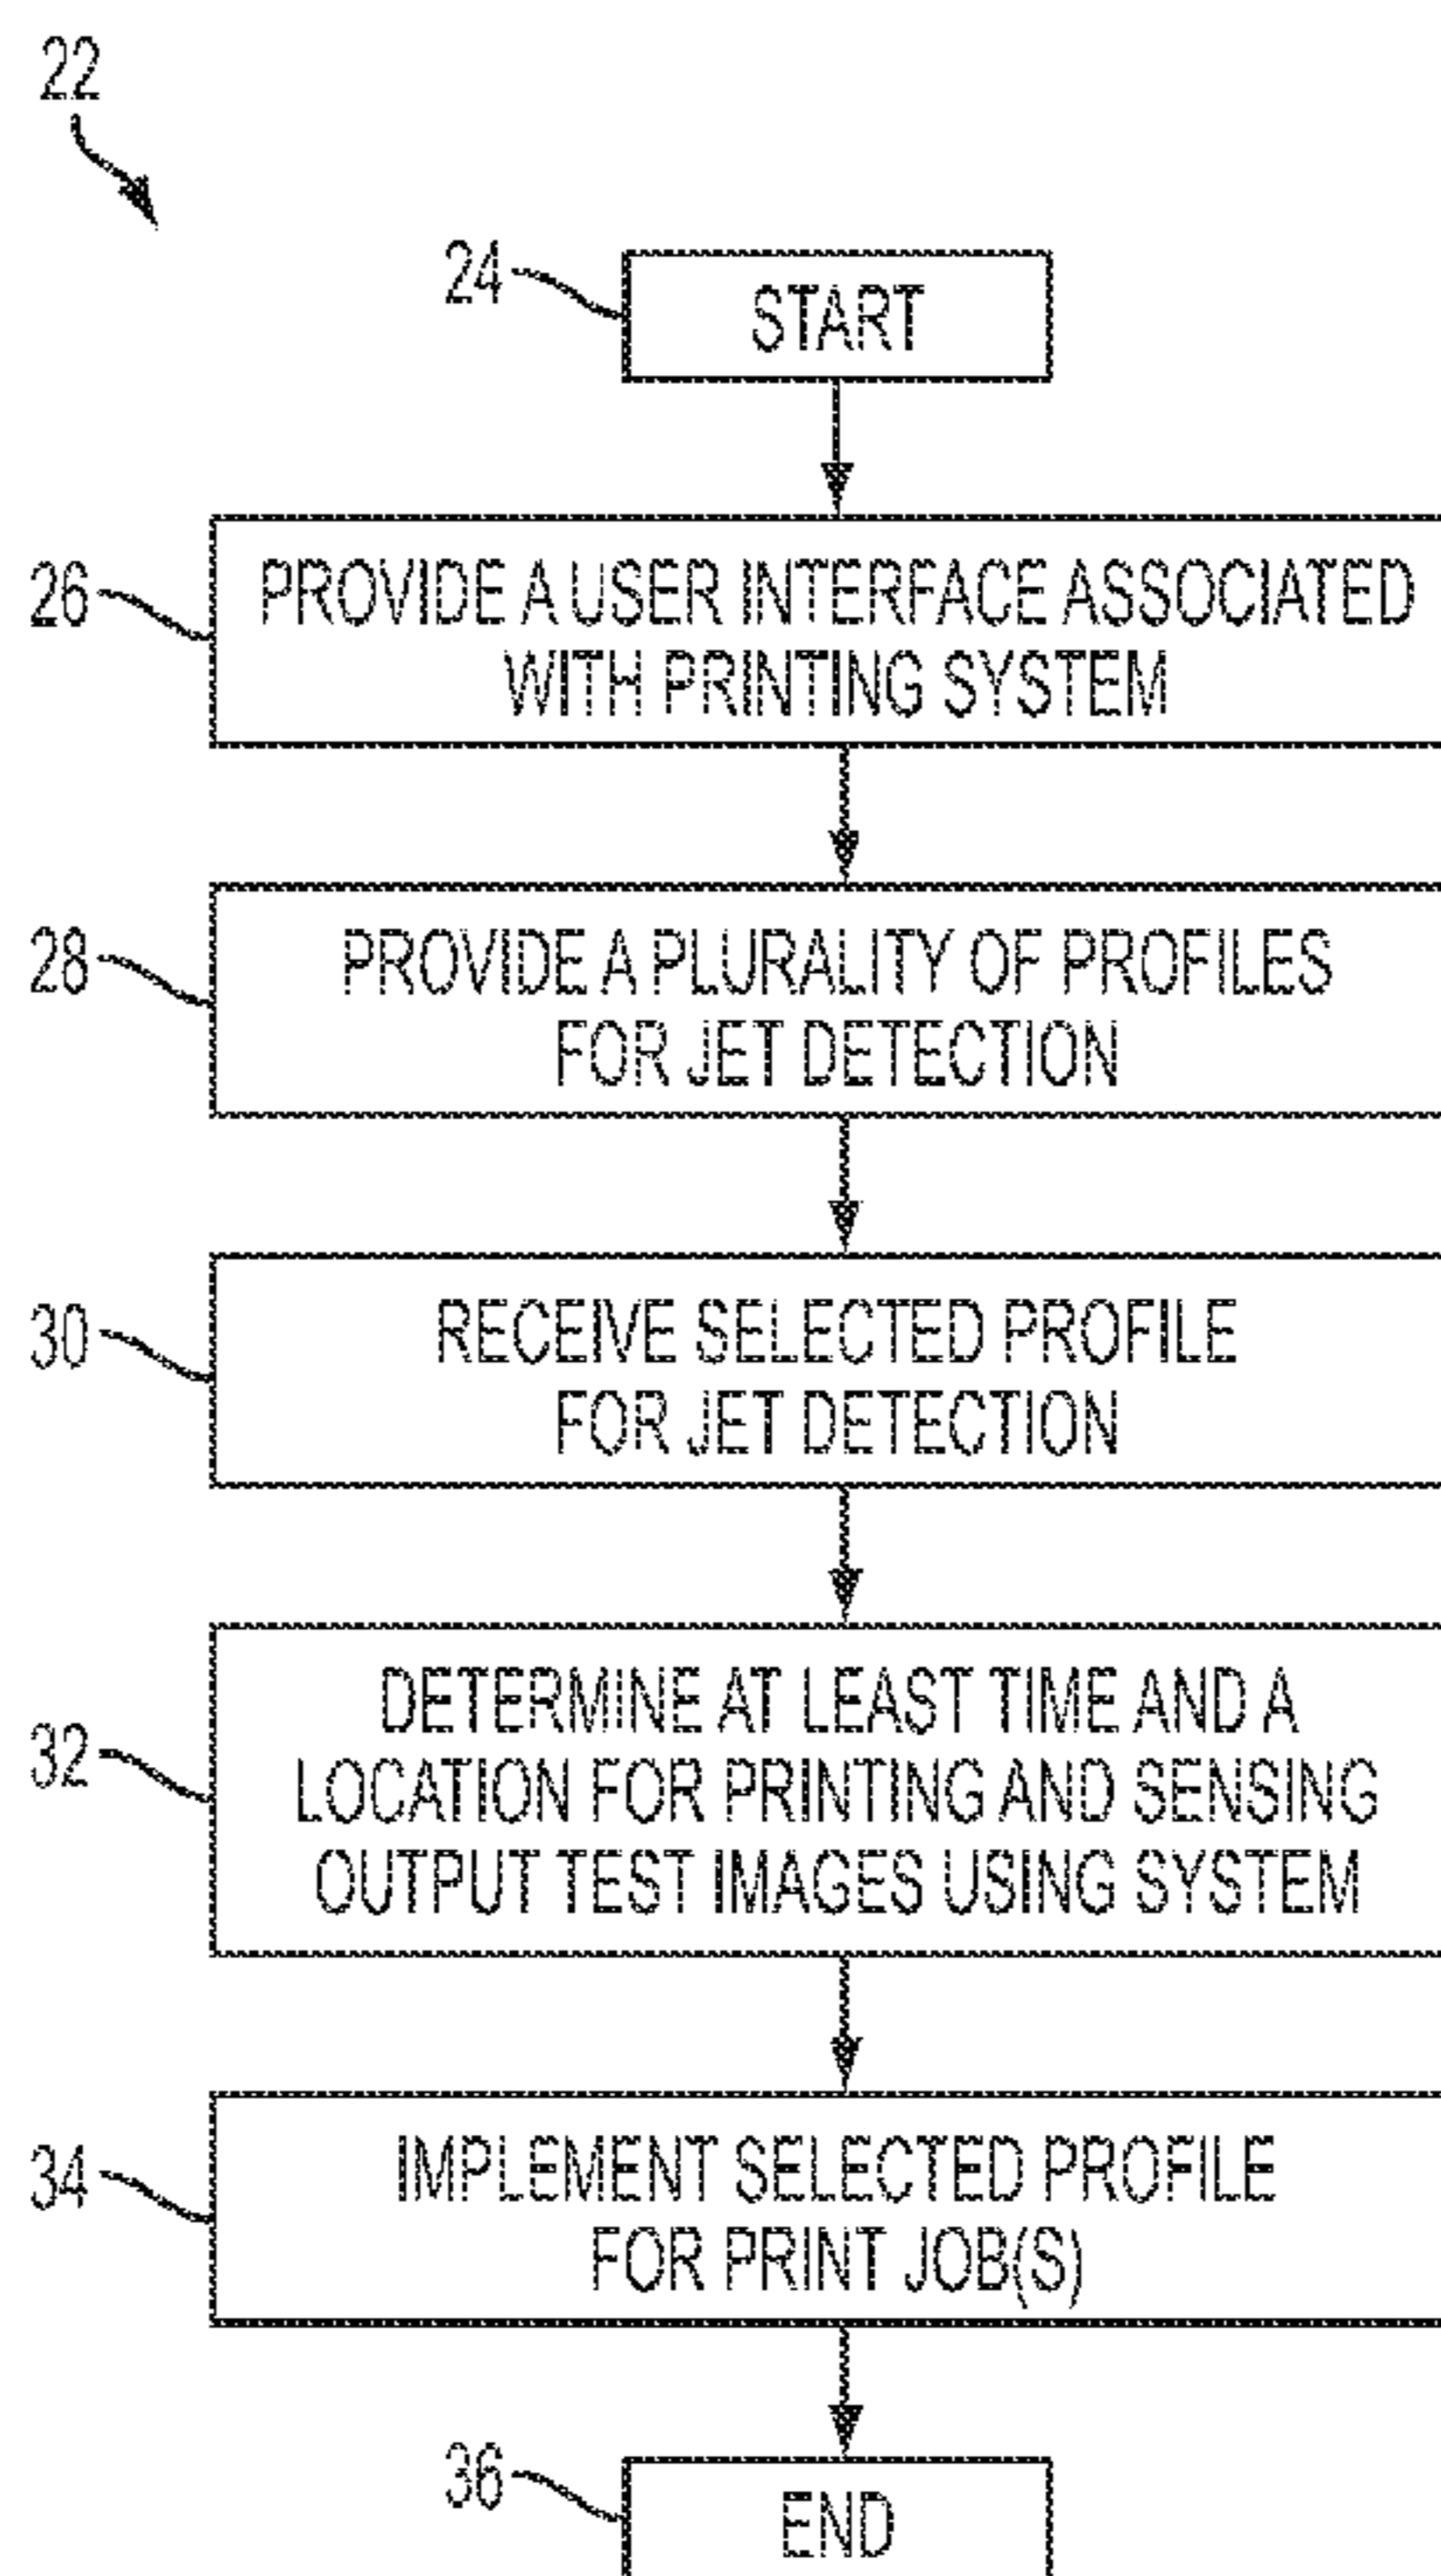 22
24
START
26
PROVIDE A USER INTERFACE ASSOCIATED
WITH PRINTING SYSTEM
28
PROVIDE A PLURALITY OF PROFILES
FOR JET DETECTION
30
RECEIVE SELECTED PROFILE
FOR JET DETECTION
32
DETERMINE AT LEAST TIME AND A
LOCATION FOR PRINTING AND SENSING
OUTPUT TEST IMAGES USING SYSTEM
34
IMPLEMENT SELECTED PROFILE
FOR PRINT JOB(S)
36
END